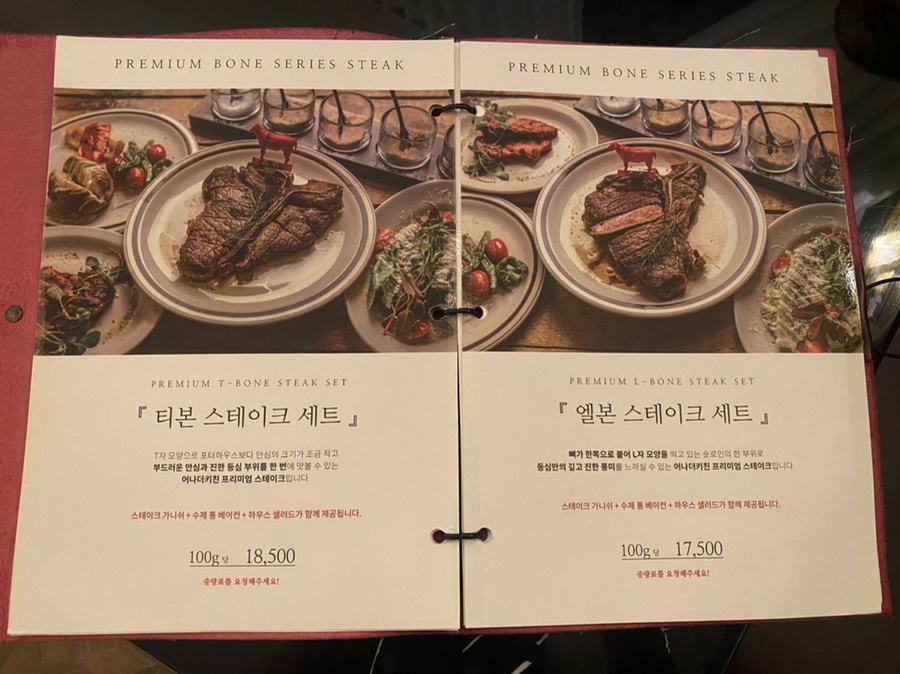 PREMIUM BONE SERIES STEAK
PREMIUM T-BONE STEAK SET
『 티본 스테이크 세트 』
T자 모양으로 포터하우스보다 안심의 크기가 조금 작고
부드러운 안심과 진한 등심 부위를 한 번에 맛볼 수 있는
어나더키친 프리미엄 스테이크입니다
스테이크 가니쉬 + 수제 통 베이컨 + 하우스 샐러드가 함께 제공됩니다.
100g 당 18,500
중량표를 요청해주세요!
PREMIUM BONE SERIES STEAK
PREMIUM L-BONE STEAK SET
『 엘본 스테이크 세트 』
뼈가 한쪽으로 붙어 L자 모양을 띄고 있는 숏로인의 한 부위로
등심만의 깊고 진한 풍미를 느끼실 수 있는 어나더키친 프리미엄 스테이크입니다
스테이크 가니쉬 + 수제 통 베이컨 + 하우스 샐러드가 함께 제공됩니다.
100g 당 17,500
중량표를 요청해주세요!